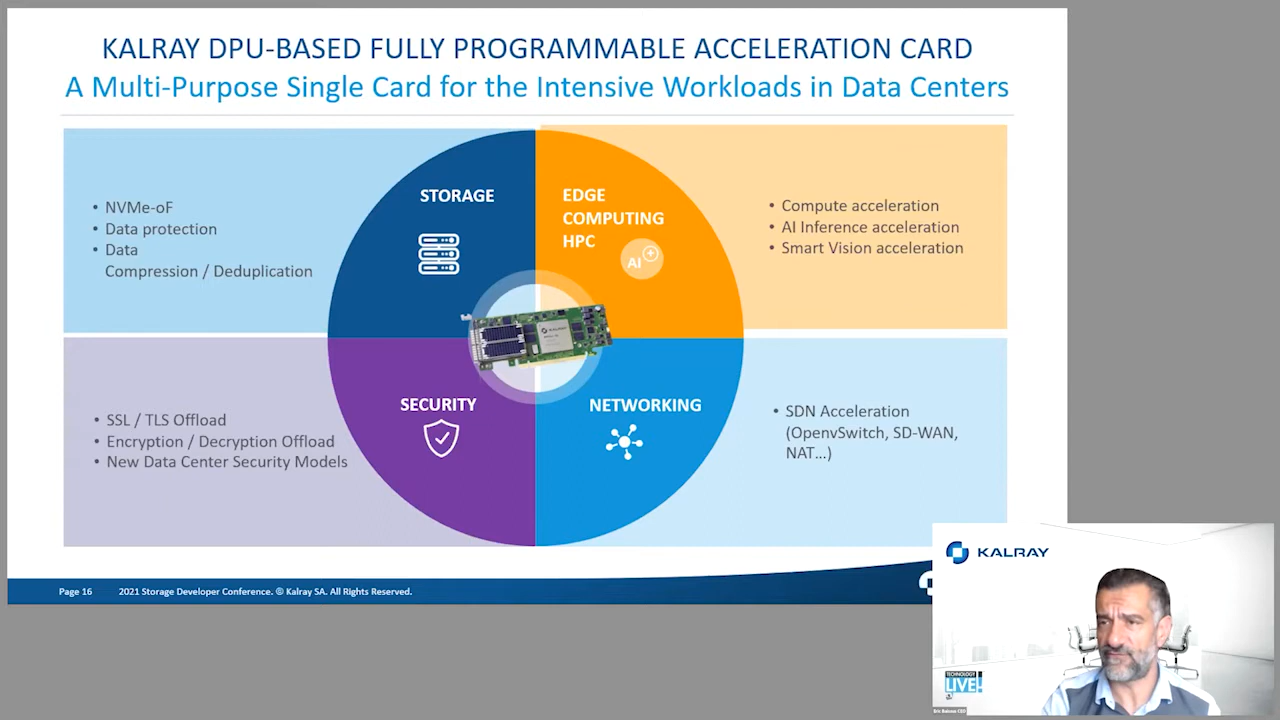 KALRAY DPU-BASED FULLY PROGRAMMABLE ACCELERATION CARD
A Multi-Purpose Single Card for the Intensive Workloads in Data Centers
STORAGE
• NVMe-oF
• Data protection
• Data
Compression / Deduplication
EDGE
COMPUTING
HPC
AI
• Compute acceleration
• AI Inference acceleration
• Smart Vision acceleration
KALRAY
SECURITY
• SSL / TLS Offload
• Encryption / Decryption Offload
• New Data Center Security Models
NETWORKING
• SDN Acceleration
(OpenvSwitch, SD-WAN,
NAT...)
Page 16 2021 Storage Developer Conference. © Kalray SA. All Rights Reserved.
KALRAY
TECHNOLOGY
LIVE!